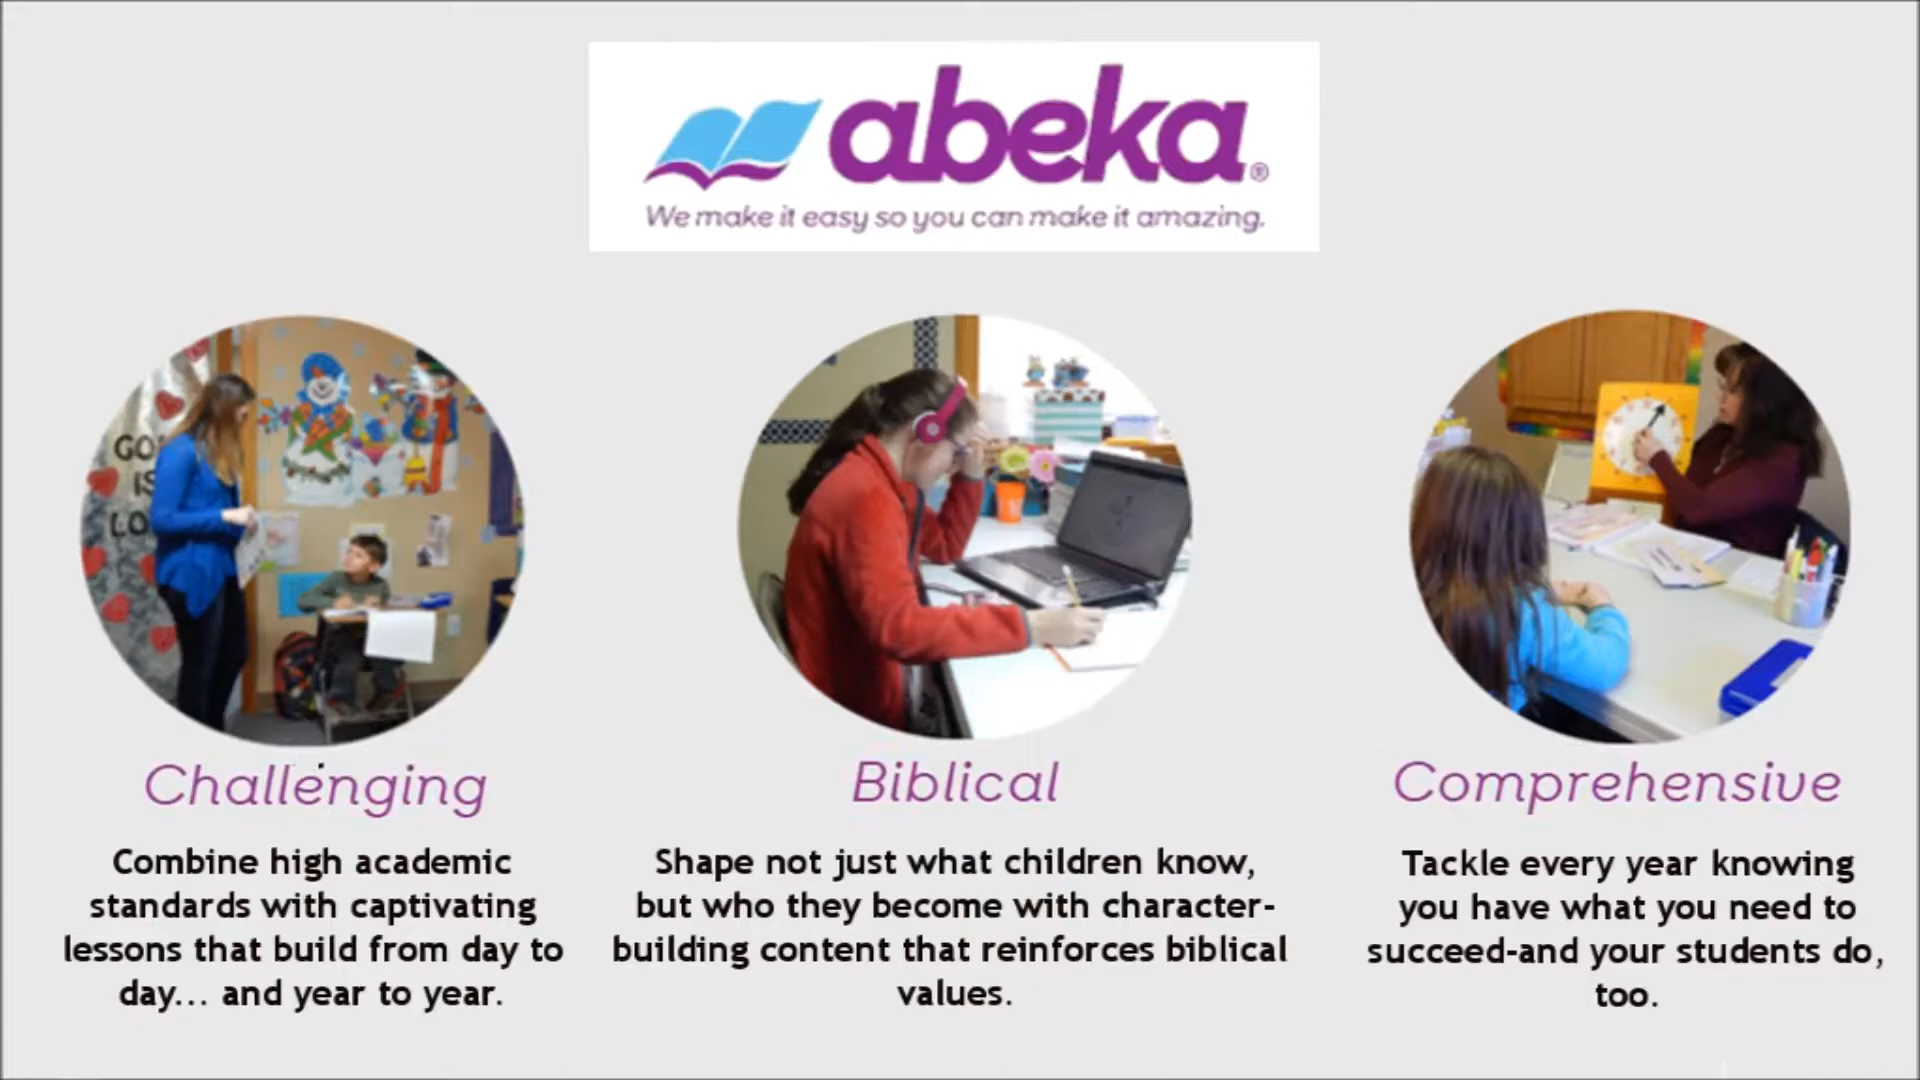 abeka®
We make it easy so you can make it amazing.
GO
IS
LO
Challenging
Combine high academic
standards with captivating
lessons that build from day to
day... and year to year.
Biblical
Shape not just what children know,
but who they become with character-
building content that reinforces biblical
values.
Comprehensive
Tackle every year knowing
you have what you need to
succeed-and your students do,
too.